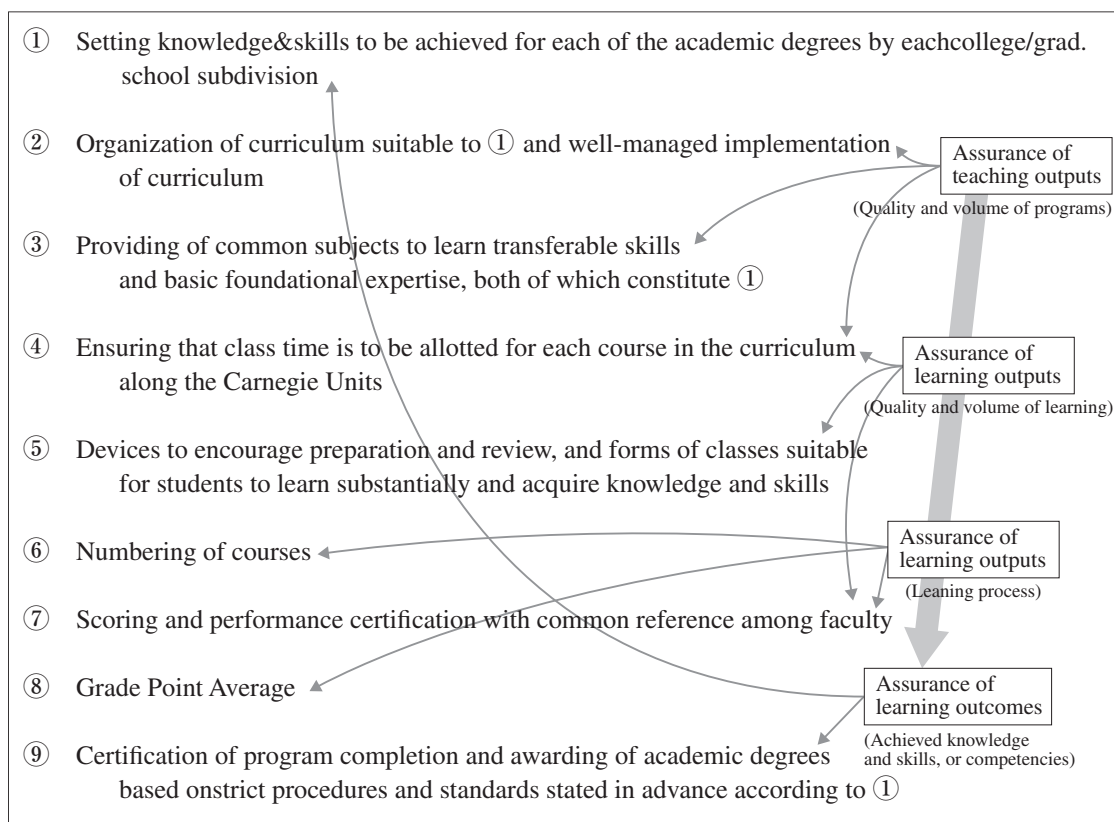 ① Setting knowledge&skills to be achieved for each of the academic degrees by eachcollege/grad.
school subdivision
② Organization of curriculum suitable to ① and well-managed implementation
of curriculum
Assurance of
teaching outputs
(Quality and volume of programs)
③ Providing of common subjects to learn transferable skills
and basic foundational expertise, both of which constitute ①
④ Ensuring that class time is to be allotted for each course in the curriculum
along the Carnegie Units
Assurance of
learning outputs
(Quality and volume of learning)
⑤ Devices to encourage preparation and review, and forms of classes suitable
for students to learn substantially and acquire knowledge and skills
⑥ Numbering of courses
Assurance of
learning outputs
(Leaning process)
⑦ Scoring and performance certification with common reference among faculty
⑧ Grade Point Average
Assurance of
learning outcomes
(Achieved knowledge
and skills, or competencies)
⑨ Certification of program completion and awarding of academic degrees
based onstrict procedures and standards stated in advance according to ①